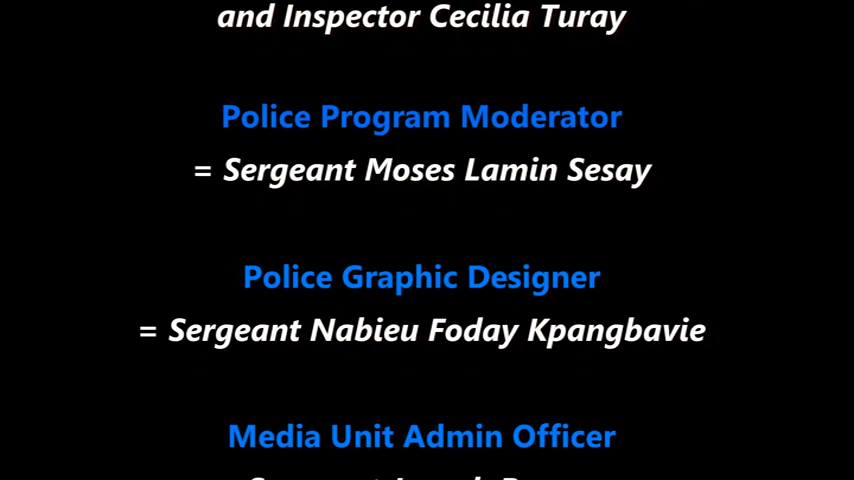 and Inspector Cecilia Turay
Police Program Moderator
= Sergeant Moses Lamin Sesay
Police Graphic Designer
= Sergeant Nabieu Foday Kpangbavie
Media Unit Admin Officer